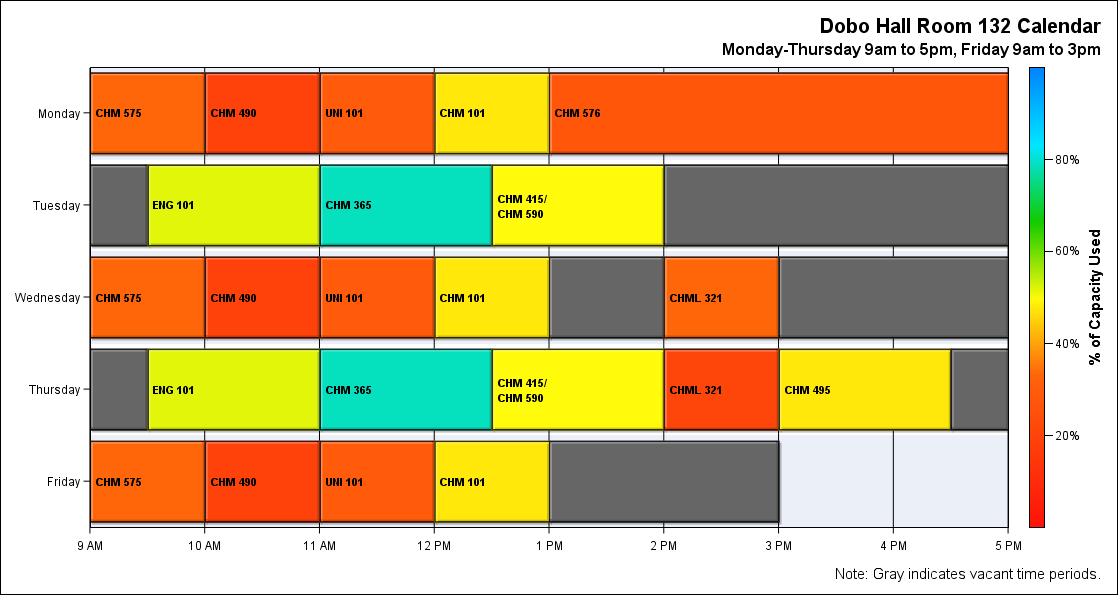 Dobo Hall Room 132 Calendar
Monday-Thursday 9am to 5pm, Friday 9am to 3pm
Monday
CHM 575
CHM 490
UNI 101
CHM 101
CHM 576
Tuesday
ENG 101
CHM 365
CHM 415/
CHM 590
Wednesday
CHM 575
CHM 490
UNI 101
CHM 101
CHML 321
Thursday
ENG 101
CHM 365
CHM 415/
CHM 590
CHML 321
CHM 495
Friday
CHM 575
CHM 490
UNI 101
CHM 101
9 AM
10 AM
11 AM
12 PM
1 PM
2 PM
3 PM
4 PM
5 PM
80%
60%
40%
20%
% of Capacity Used
Note: Gray indicates vacant time periods.